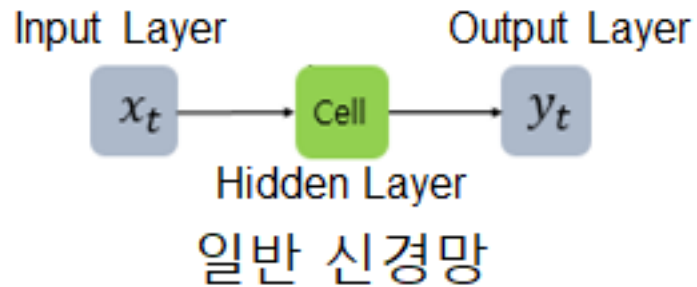 Input Layer Output Layer
x_t Cell y_t
Hidden Layer
일반 신경망